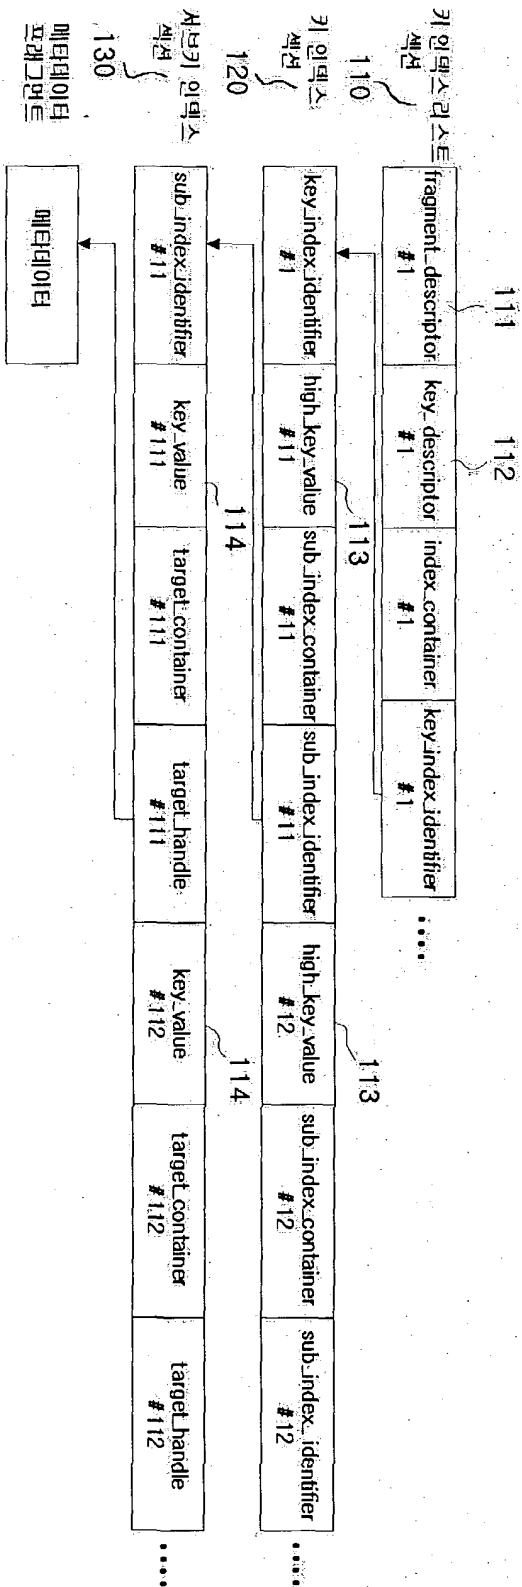 키 인덱스 리스트
섹션
110
fragment_descriptor
#1
111
key_descriptor
#1
112
index_container
#1
key_index_identifier
#1
....
키 인덱스
섹션
120
key_index_identifier
#1
high_key_value
#11
113
sub_index_container
#11
sub_index_identifier
#11
high_key_value
#12
113
sub_index_container
#12
sub_index_identifier
#12
....
서브키 인덱스
섹션
130
sub_index_identifier
#11
key_value
#111
114
target_container
#111
target_handle
#111
key_value
#112
114
target_container
#112
target_handle
#112
....
메타데이터
프래그먼트
메타데이터